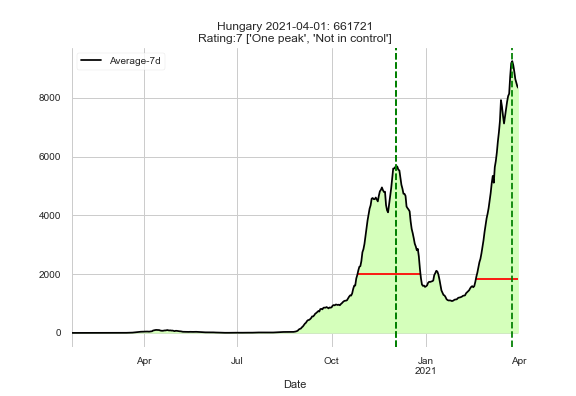 Hungary 2021-04-01: 661721
Rating:7 ['One peak', 'Not in control']
Average-7d
8000
6000
4000
2000
0
Apr Jul Oct Jan Apr
2021
Date